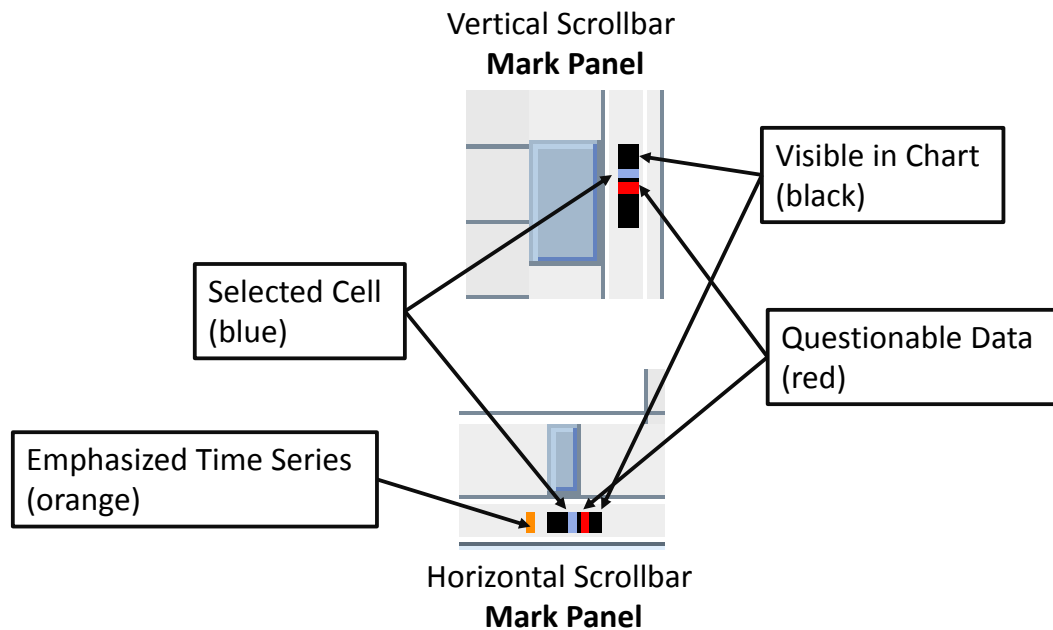 Vertical Scrollbar
Mark Panel
Visible in Chart
(black)
Selected Cell
(blue)
Questionable Data
(red)
Emphasized Time Series
(orange)
Horizontal Scrollbar
Mark Panel